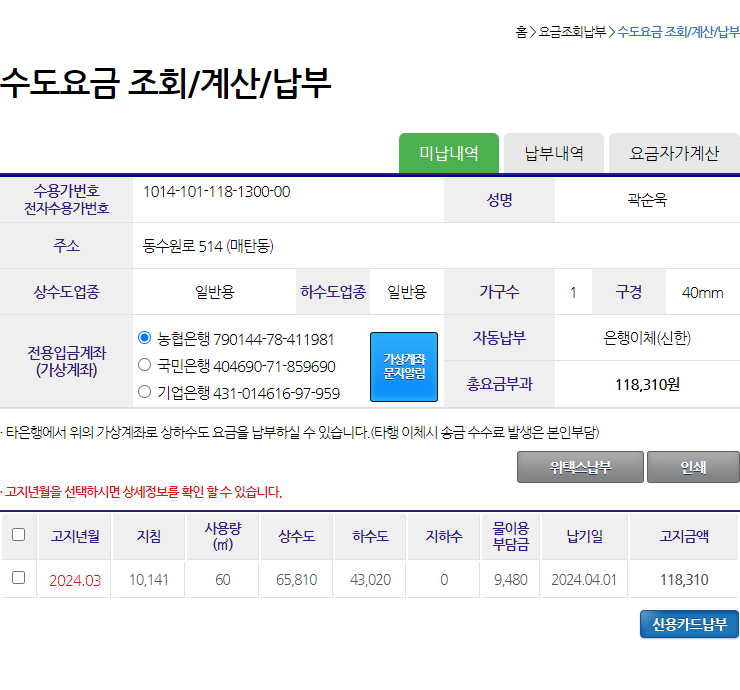 홈 > 요금조회납부 > 수도요금 조회/계산/납부
수도요금 조회/계산/납부
미납내역 납부내역 요금자가계산
수용가번호
전자수용가번호
1014-101-118-1300-00
성명 곽순욱
주소 동수원로 514 (매탄동)
상수도업종 일반용 하수도업종 일반용 가구수 1 구경 40mm
전용입금계좌
(가상계좌)
농협은행 790144-78-411981
국민은행 404690-71-859690
기업은행 431-014616-97-959
가상계좌
문자알림
자동납부 은행이체(신한)
총요금부과 118,310원
· 타은행에서 위의 가상계좌로 상하수도 요금을 납부하실 수 있습니다.(타행 이체시 송금 수수료 발생은 본인부담)
위택스납부 인쇄
· 고지년월을 선택하시면 상세정보를 확인 할 수 있습니다.
고지년월 지침 사용량 (㎥) 상수도 하수도 지하수 물이용 부담금 납기일 고지금액
2024.03 10,141 60 65,810 43,020 0 9,480 2024.04.01 118,310
신용카드납부